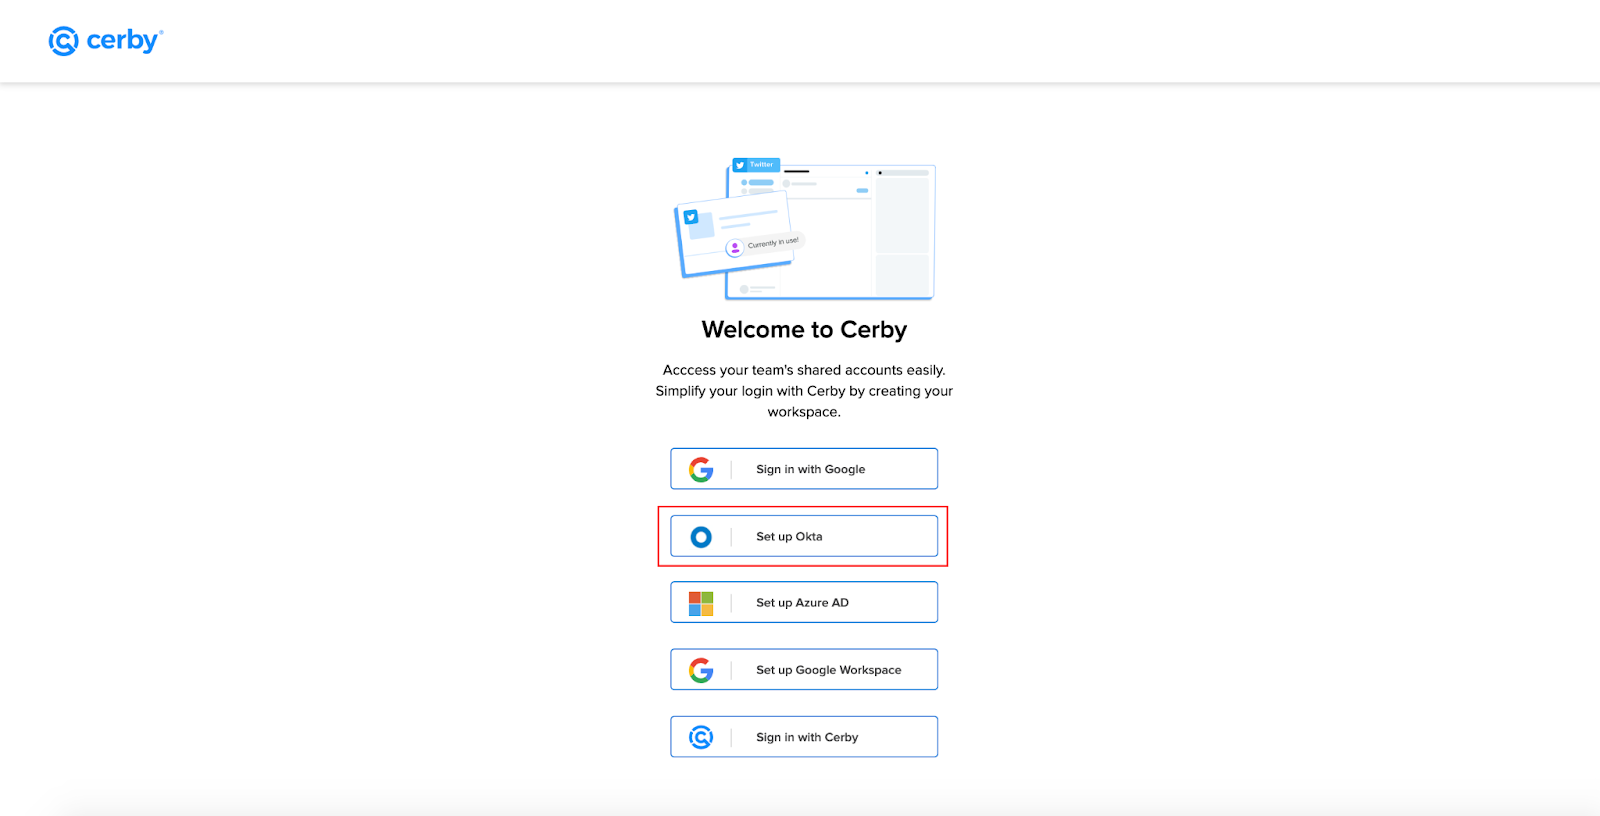 cerby®
Twitter
Currently in use!
Welcome to Cerby
Acccess your team's shared accounts easily.
Simplify your login with Cerby by creating your
workspace.
Sign in with Google
Set up Okta
Set up Azure AD
Set up Google Workspace
Sign in with Cerby